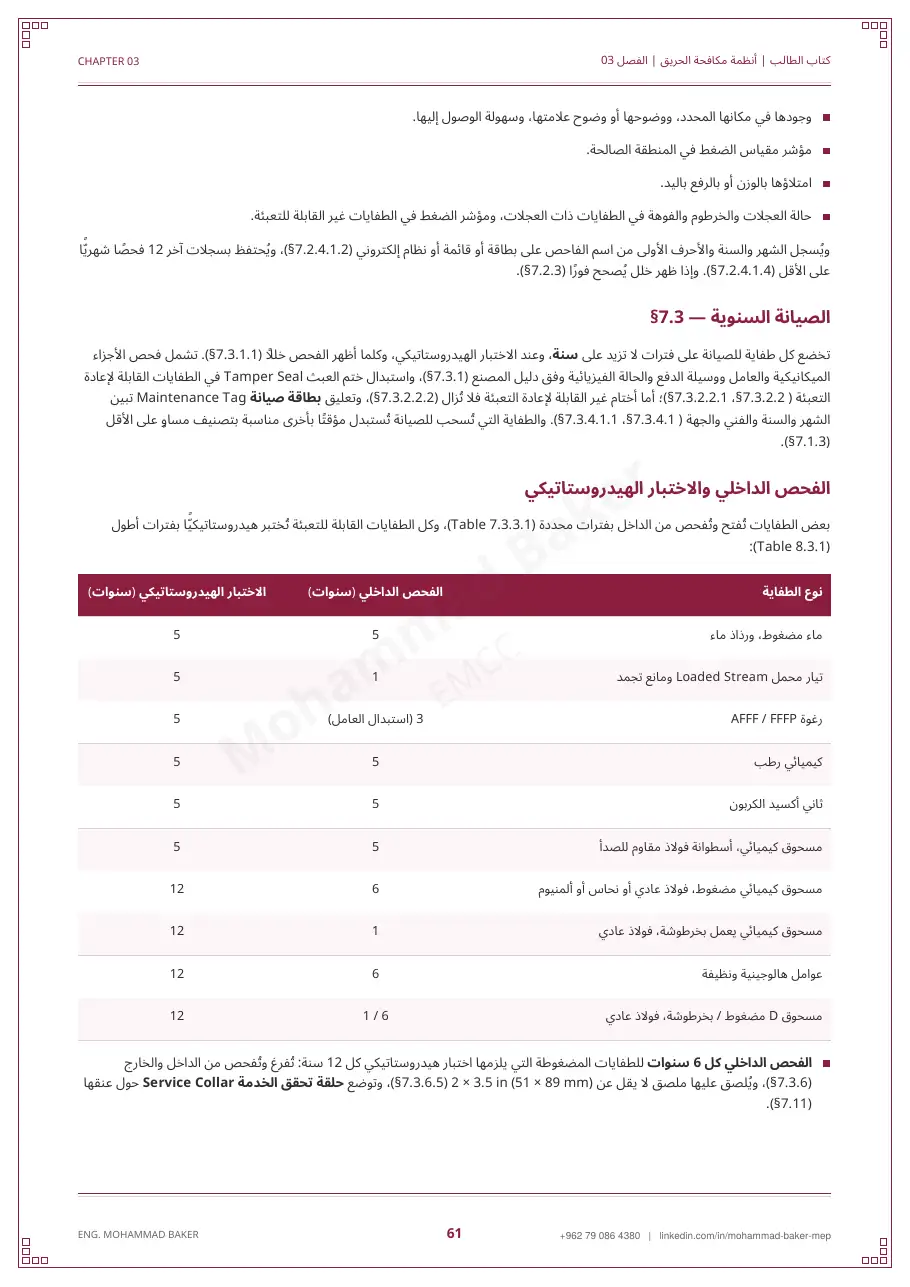 كتاب الطالب | أنظمة مكافحة الحريق | الفصل 03
CHAPTER 03
وجودها في مكانها المحدد، ووضوحها أو وضوح علامتها، وسهولة الوصول إليها.
مؤشر مقياس الضغط في المنطقة الصالحة.
امتلاؤها بالوزن أو بالرفع باليد.
حالة العجلات والخرطوم والفوهة في الطفايات ذات العجلات، ومؤشر الضغط في الطفايات غير القابلة للتعبئة.
ويُسجل الشهر والسنة والأحرف الأولى من اسم الفاحص على بطاقة أو قائمة أو نظام إلكتروني (§7.2.4.1.2)، ويُحتفظ بسجلات آخر 12 فحصًا شهريًّا
على الأقل (§7.2.4.1.4). وإذا ظهر خلل يُصحح فورًا (§7.2.3).
الصيانة السنوية — §7.3
تخضع كل طفاية للصيانة على فترات لا تزيد على سنة، وعند الاختبار الهيدروستاتيكي، وكلما أظهر الفحص خللًا (§7.3.1.1). تشمل فحص الأجزاء
الميكانيكية والعامل ووسيلة الدفع والحالة الفيزيائية وفق دليل المصنع (§7.3.1)، واستبدال ختم العبث Tamper Seal في الطفايات القابلة لإعادة
التعبئة (§7.3.2.2، §7.3.2.2.1)؛ أما أختام غير القابلة لإعادة التعبئة فلا تُزال (§7.3.2.2.2)، وتعليق بطاقة صيانة Maintenance Tag تبين
الشهر والسنة والفني والجهة (§7.3.4.1، §7.3.4.1.1). والطفاية التي تُسحب للصيانة تُستبدل مؤقتًا بأخرى مناسبة بتصنيف مساوٍ على الأقل
(§7.1.3).
الفحص الداخلي والاختبار الهيدروستاتيكي
بعض الطفايات تُفتح وتُفحص من الداخل بفترات محددة (Table 7.3.3.1)، وكل الطفايات القابلة للتعبئة تُختبر هيدروستاتيكيًّا بفترات أطول
(Table 8.3.1):
نوع الطفاية | الفحص الداخلي (سنوات) | الاختبار الهيدروستاتيكي (سنوات)
ماء مضغوط، ورذاذ ماء | 5 | 5
تيار محمل Loaded Stream ومانع تجمد | 1 | 5
رغوة AFFF / FFFP | 3 (استبدال العامل) | 5
كيميائي رطب | 5 | 5
ثاني أكسيد الكربون | 5 | 5
مسحوق كيميائي، أسطوانة فولاذ مقاوم للصدأ | 5 | 5
مسحوق كيميائي مضغوط، فولاذ عادي أو نحاس أو ألمنيوم | 6 | 12
مسحوق كيميائي يعمل بخرطوشة، فولاذ عادي | 1 | 12
عوامل هالوجينية ونظيفة | 6 | 12
مسحوق D مضغوط / بخرطوشة، فولاذ عادي | 6 / 1 | 12
الفحص الداخلي كل 6 سنوات للطفايات المضغوطة التي يلزمها اختبار هيدروستاتيكي كل 12 سنة: تُفرغ وتُفحص من الداخل والخارج
(§7.3.6)، ويُلصق عليها ملصق لا يقل عن 2 × 3.5 in (51 × 89 mm) (§7.3.6.5)، وتوضع حلقة تحقق الخدمة Service Collar حول عنقها
(§7.11).
Mohammad Baker
EMCC
ENG. MOHAMMAD BAKER
61
+962 79 086 4380 | linkedin.com/in/mohammad-baker-mep